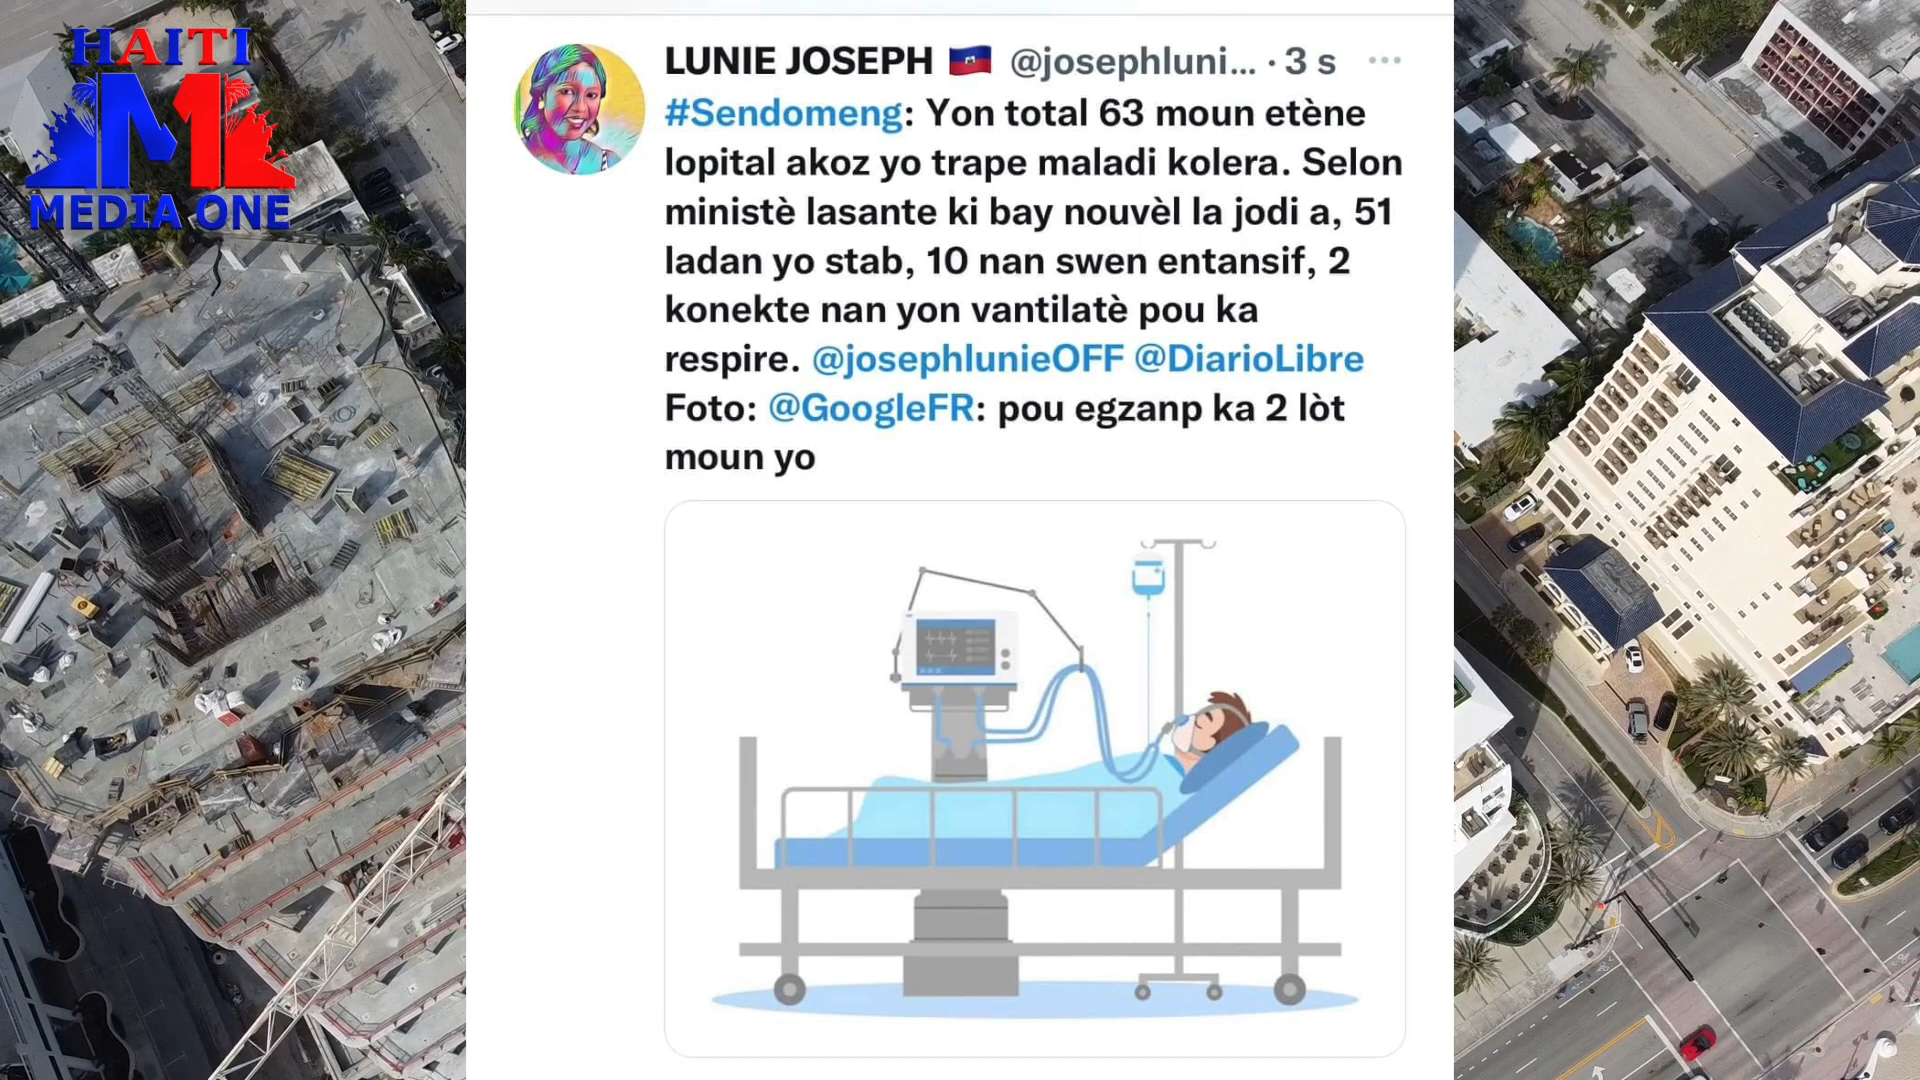 HAITI
M1
MEDIA ONE
LUNIE JOSEPH 🇭🇹 @josephluni... · 3 s
#Sendomeng: Yon total 63 moun etène
lopital akoz yo trape maladi kolera. Selon
ministè lasante ki bay nouvèl la jodi a, 51
ladan yo stab, 10 nan swen entansif, 2
konekte nan yon vantilatè pou ka
respire. @josephlunieOFF @DiarioLibre
Foto: @GoogleFR: pou egzanp ka 2 lòt
moun yo